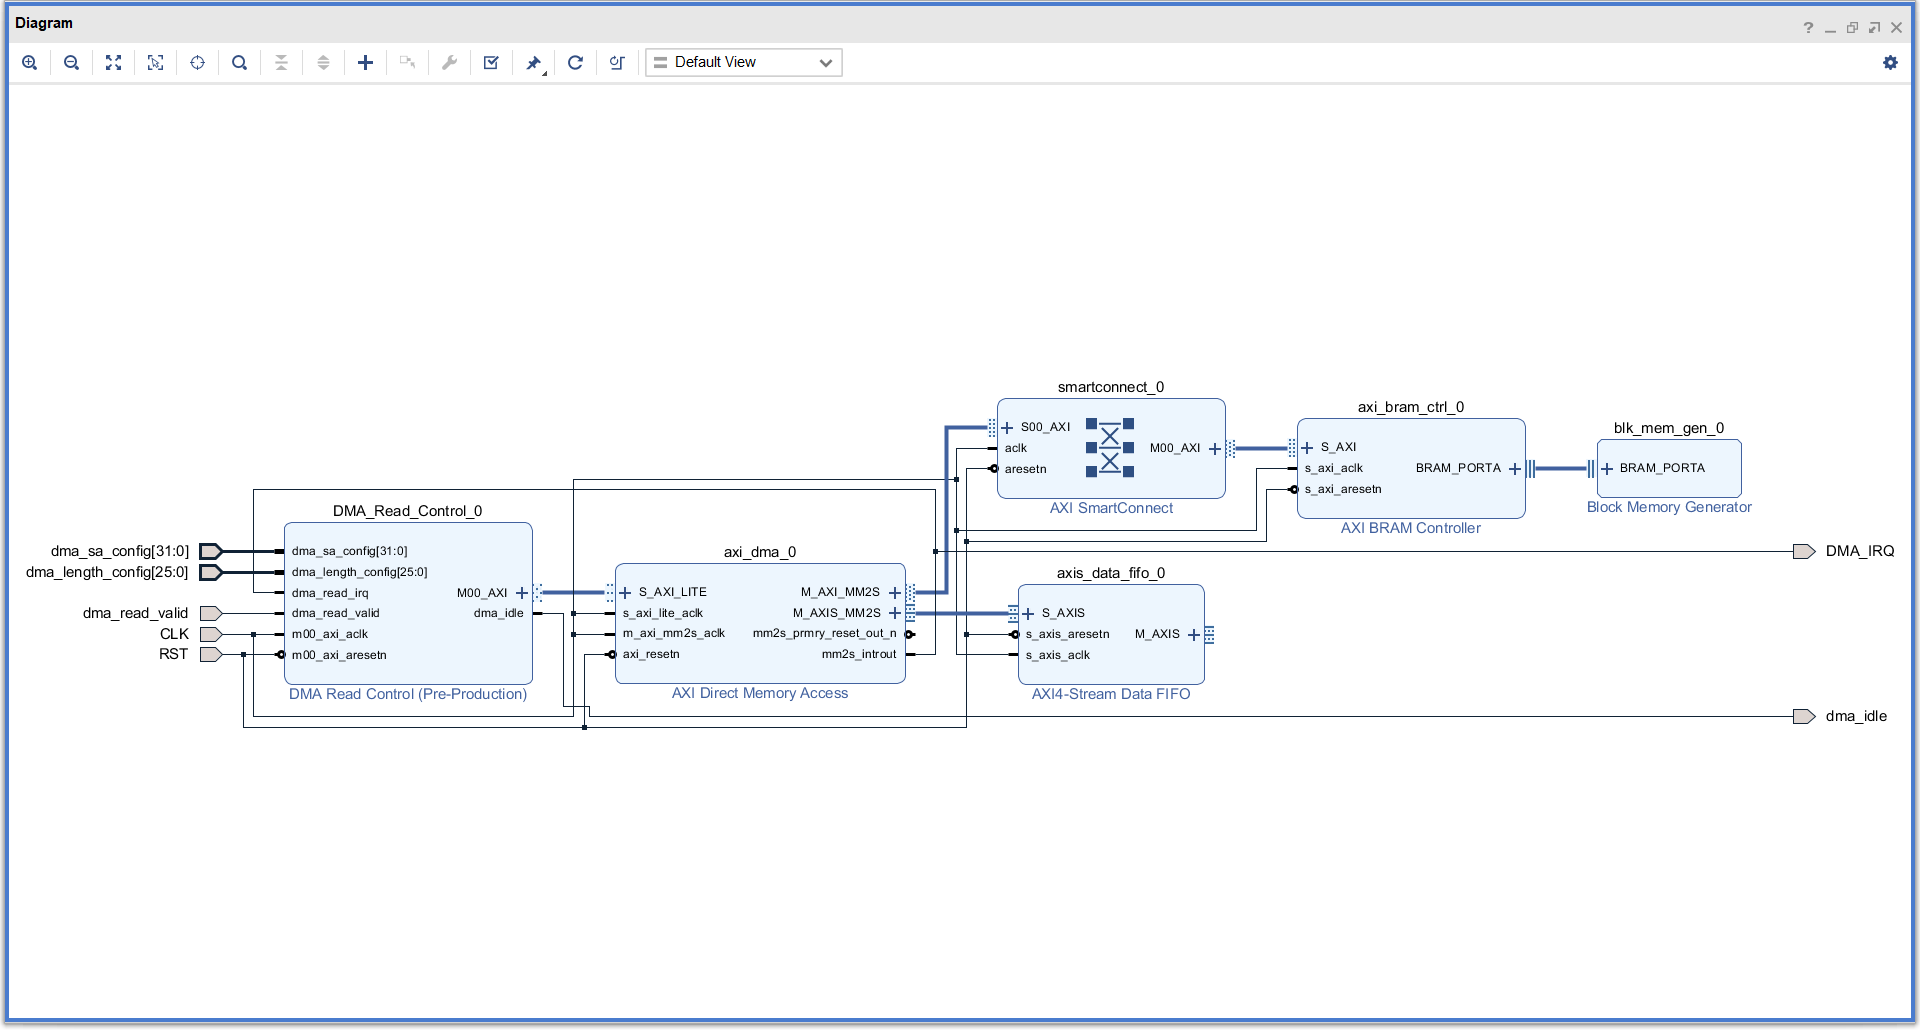 Diagram
?
Default View
smartconnect_0
S00_AXI
aclk
aresetn
M00_AXI
AXI SmartConnect
axi_bram_ctrl_0
S_AXI
s_axi_aclk
s_axi_aresetn
BRAM_PORTA
AXI BRAM Controller
blk_mem_gen_0
BRAM_PORTA
Block Memory Generator
dma_sa_config[31:0]
dma_length_config[25:0]
dma_read_valid
CLK
RST
DMA_Read_Control_0
dma_sa_config[31:0]
dma_length_config[25:0]
dma_read_irq
dma_read_valid
m00_axi_aclk
m00_axi_aresetn
M00_AXI
dma_idle
DMA Read Control (Pre-Production)
axi_dma_0
S_AXI_LITE
s_axi_lite_aclk
m_axi_mm2s_aclk
axi_resetn
M_AXI_MM2S
M_AXIS_MM2S
mm2s_prmry_reset_out_n
mm2s_introut
AXI Direct Memory Access
axis_data_fifo_0
S_AXIS
s_axis_aresetn
s_axis_aclk
M_AXIS
AXI4-Stream Data FIFO
DMA_IRQ
dma_idle